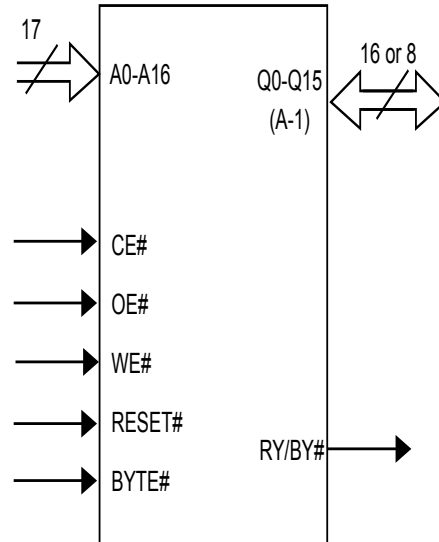 17
16 or 8
A0-A16
Q0-Q15
(A-1)
CE#
OE#
WE#
RESET#
RY/BY#
BYTE#